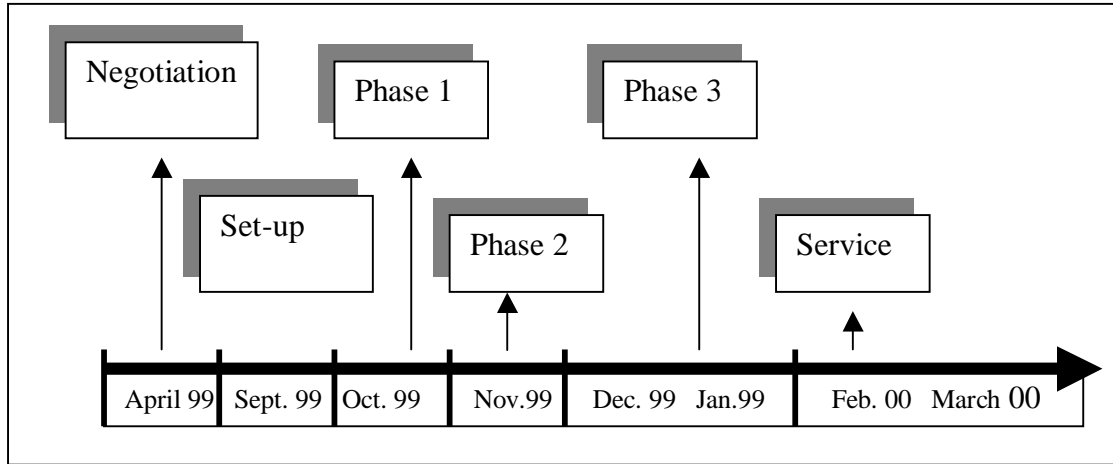 Negotiation
Phase 1
Phase 3
Set-up
Phase 2
Service
April 99 Sept. 99 Oct. 99 Nov.99 Dec. 99 Jan.99 Feb. 00 March 00